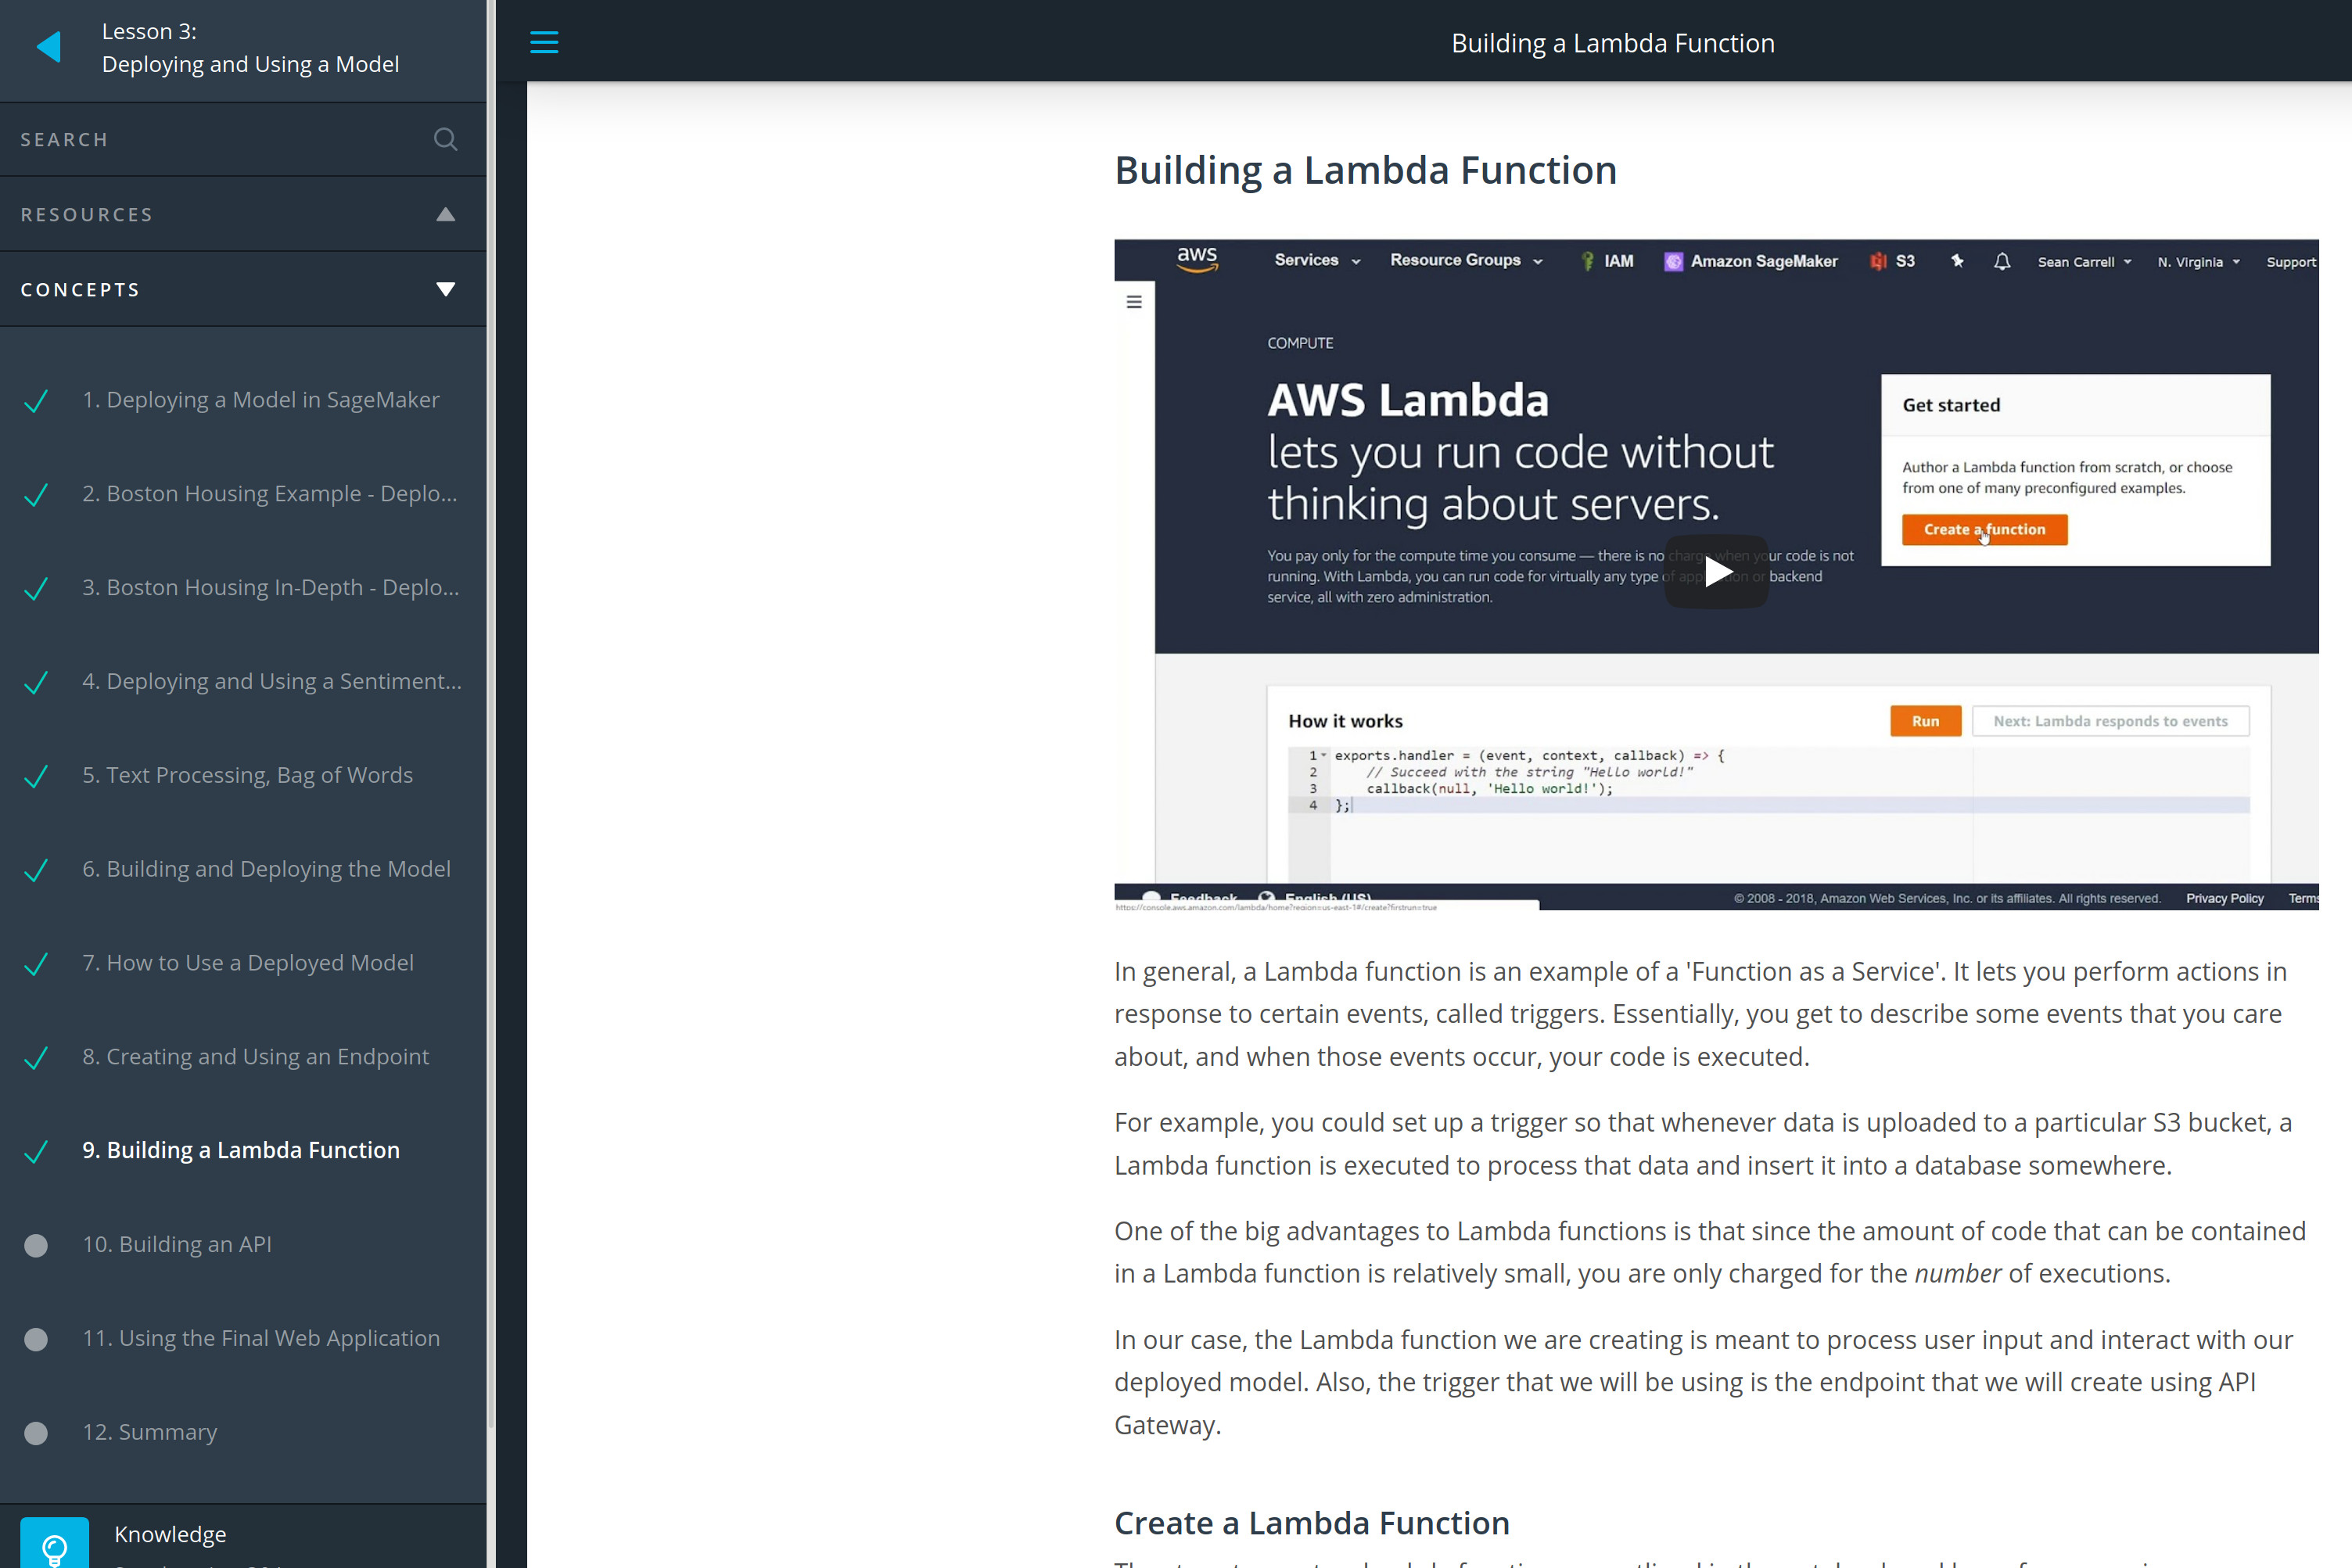 Lesson 3:
Deploying and Using a Model
SEARCH
RESOURCES
CONCEPTS
1. Deploying a Model in SageMaker
2. Boston Housing Example - Deplo...
3. Boston Housing In-Depth - Deplo...
4. Deploying and Using a Sentiment...
5. Text Processing, Bag of Words
6. Building and Deploying the Model
7. How to Use a Deployed Model
8. Creating and Using an Endpoint
9. Building a Lambda Function
10. Building an API
11. Using the Final Web Application
12. Summary
Knowledge
Building a Lambda Function
Building a Lambda Function
aws Services Resource Groups IAM Amazon SageMaker S3 Sean Carrell N. Virginia Support
COMPUTE
AWS Lambda
lets you run code without
thinking about servers.
You pay only for the compute time you consume — there is no charge when your code is not
running. With Lambda, you can run code for virtually any type of application or backend
service, all with zero administration.
Get started
Author a Lambda function from scratch, or choose
from one of many preconfigured examples.
Create a function
How it works
Run
Next: Lambda responds to events
1 exports.handler = (event, context, callback) => {
2 // Succeed with the string "Hello world!"
3 callback(null, 'Hello world!');
4 };
Feedback English (US)
© 2008 - 2018, Amazon Web Services, Inc. or its affiliates. All rights reserved. Privacy Policy Terms
https://console.aws.amazon.com/lambda/home?region=us-east-1#/create?firstrun=true
In general, a Lambda function is an example of a 'Function as a Service'. It lets you perform actions in
response to certain events, called triggers. Essentially, you get to describe some events that you care
about, and when those events occur, your code is executed.
For example, you could set up a trigger so that whenever data is uploaded to a particular S3 bucket, a
Lambda function is executed to process that data and insert it into a database somewhere.
One of the big advantages to Lambda functions is that since the amount of code that can be contained
in a Lambda function is relatively small, you are only charged for the number of executions.
In our case, the Lambda function we are creating is meant to process user input and interact with our
deployed model. Also, the trigger that we will be using is the endpoint that we will create using API
Gateway.
Create a Lambda Function